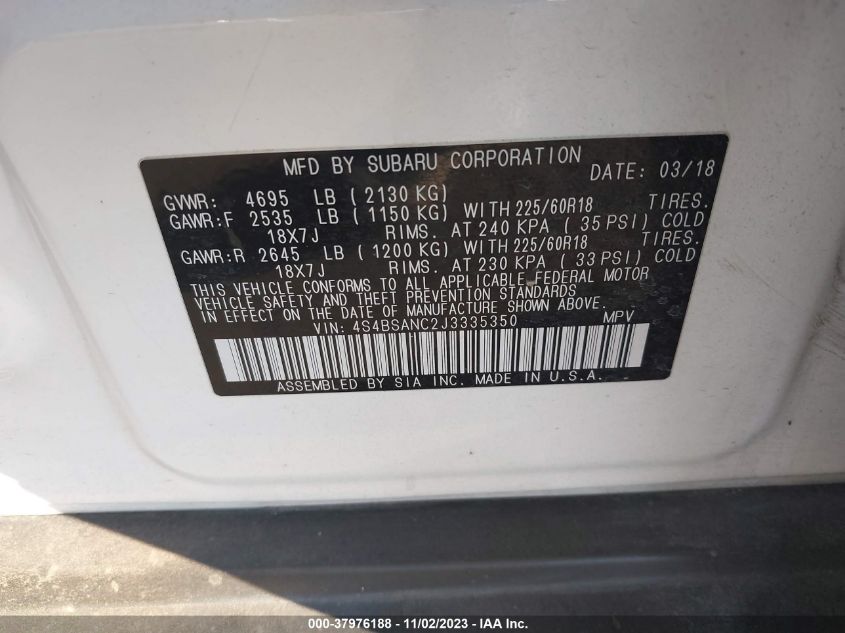 MFD BY SUBARU CORPORATION DATE: 03/18
GVWR: 4695 LB ( 2130 KG)
GAWR:F 2535 LB ( 1150 KG) WITH 225/60R18 TIRES.
18X7J RIMS. AT 240 KPA ( 35 PSI) COLD
GAWR:R 2645 LB ( 1200 KG) WITH 225/60R18 TIRES.
18X7J RIMS. AT 230 KPA ( 33 PSI) COLD
THIS VEHICLE CONFORMS TO ALL APPLICABLE FEDERAL MOTOR
VEHICLE SAFETY AND THEFT PREVENTION STANDARDS
IN EFFECT ON THE DATE OF MANUFACTURE SHOWN ABOVE.
VIN: 4S4BSANC2J3335350 MPV
ASSEMBLED BY SIA INC. MADE IN U.S.A.
000-37976188 - 11/02/2023 - IAA Inc.